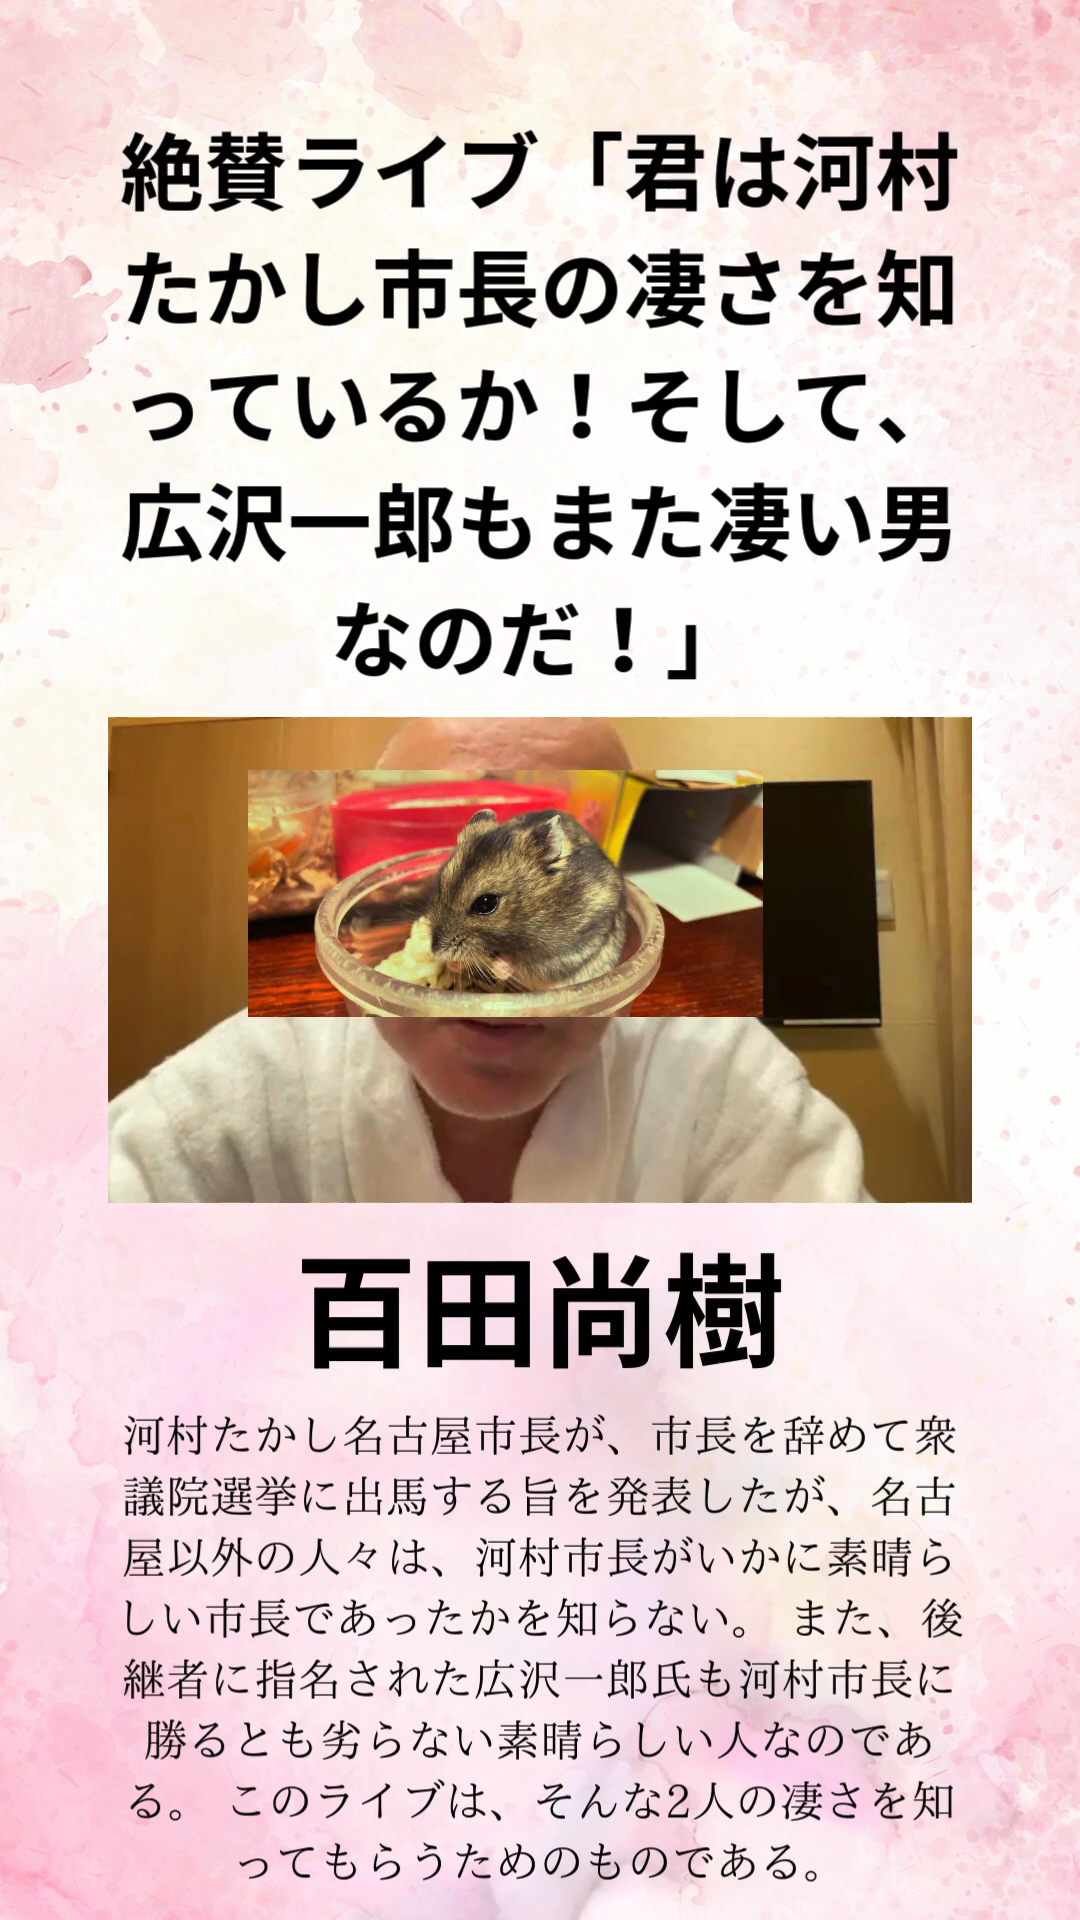 絶賛ライブ「君は河村
たかし市長の凄さを知
っているか！そして、
広沢一郎もまた凄い男
なのだ！」
百田尚樹
河村たかし名古屋市長が、市長を辞めて衆
議院選挙に出馬する旨を発表したが、名古
屋以外の人々は、河村市長がいかに素晴ら
しい市長であったかを知らない。 また、後
継者に指名された広沢一郎氏も河村市長に
勝るとも劣らない素晴らしい人なのであ
る。 このライブは、そんな2人の凄さを知
ってもらうためのものである。